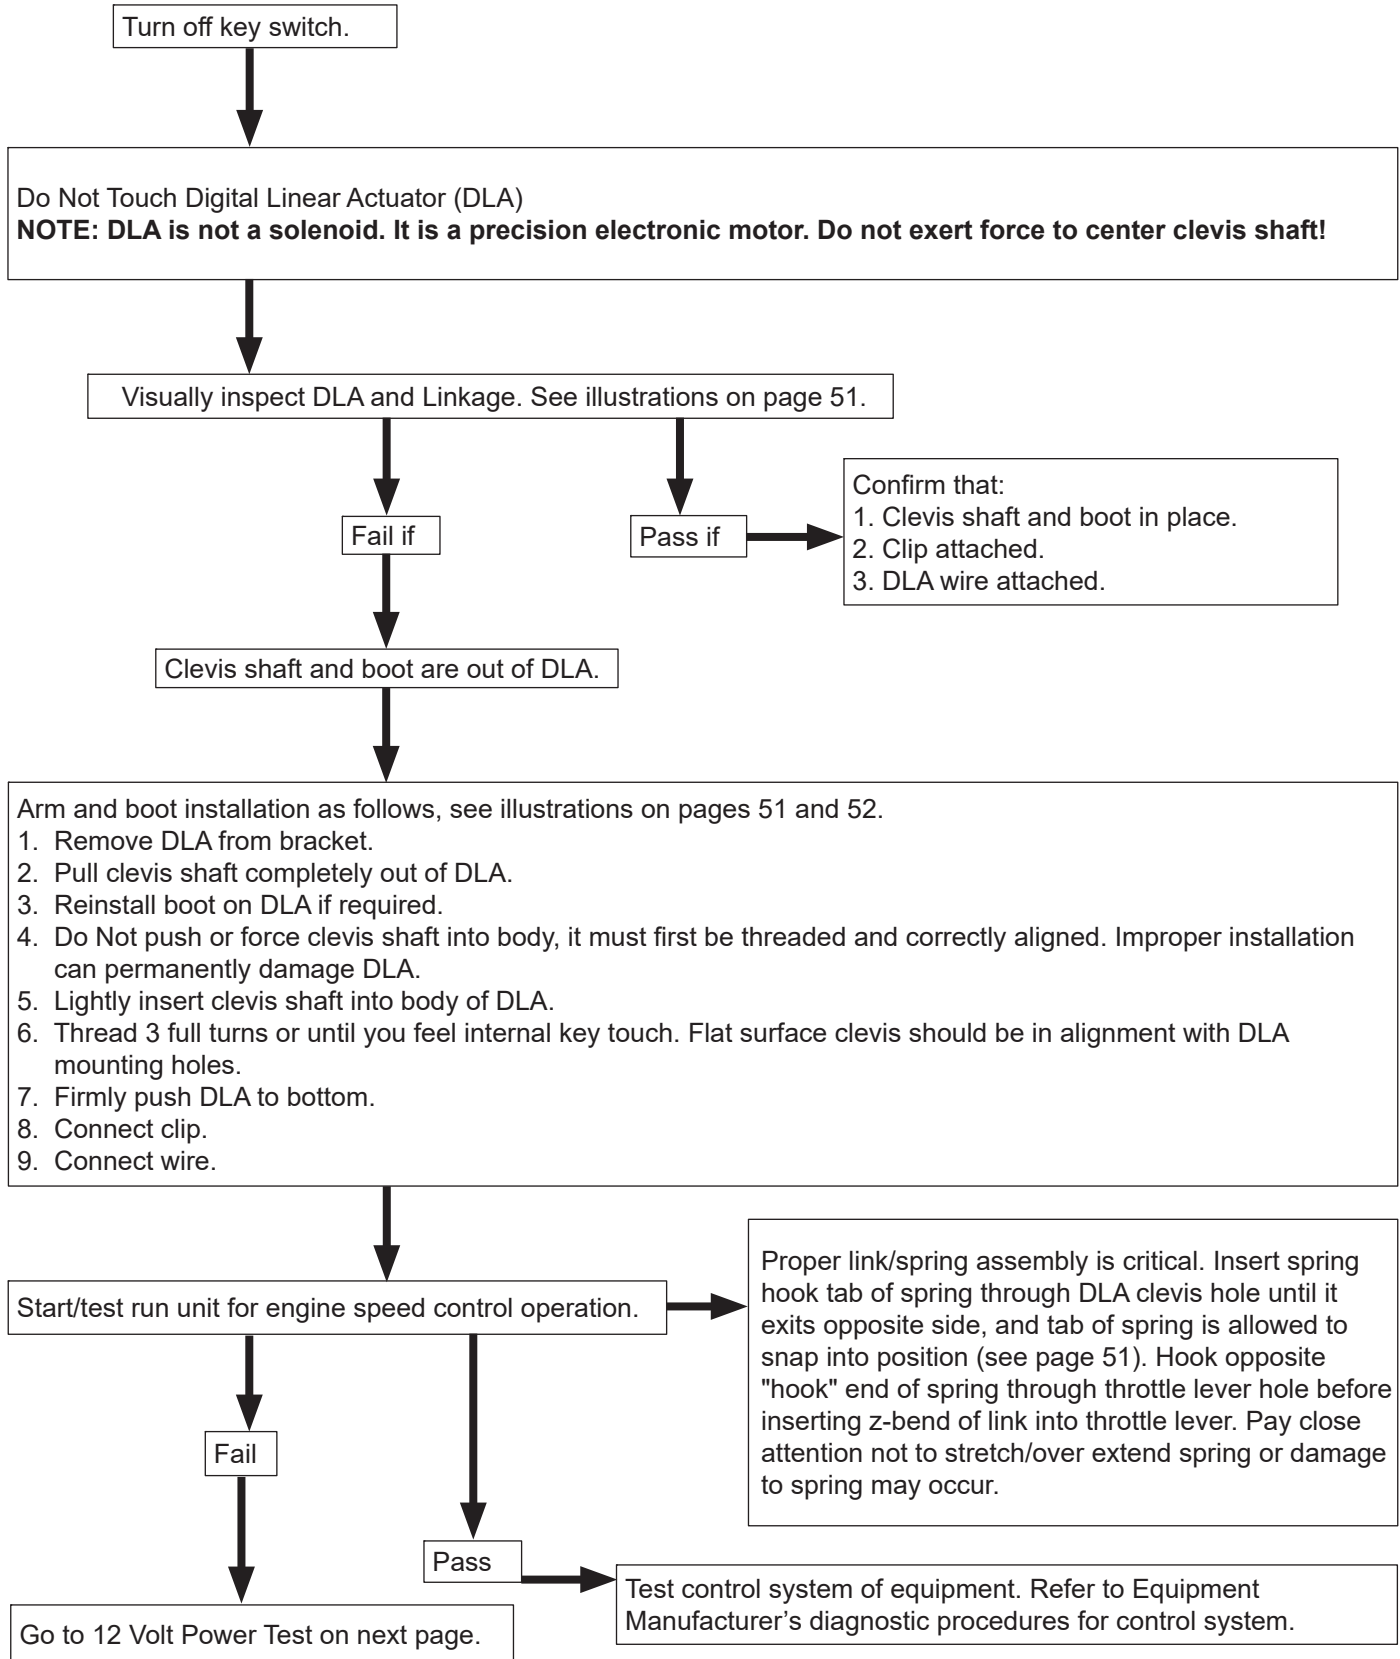 Turn off key switch.
Do Not Touch Digital Linear Actuator (DLA)
NOTE: DLA is not a solenoid. It is a precision electronic motor. Do not exert force to center clevis shaft!
Visually inspect DLA and Linkage. See illustrations on page 51.
Fail if
Pass if
Confirm that:
1. Clevis shaft and boot in place.
2. Clip attached.
3. DLA wire attached.
Clevis shaft and boot are out of DLA.
Arm and boot installation as follows, see illustrations on pages 51 and 52.
1. Remove DLA from bracket.
2. Pull clevis shaft completely out of DLA.
3. Reinstall boot on DLA if required.
4. Do Not push or force clevis shaft into body, it must first be threaded and correctly aligned. Improper installation
can permanently damage DLA.
5. Lightly insert clevis shaft into body of DLA.
6. Thread 3 full turns or until you feel internal key touch. Flat surface clevis should be in alignment with DLA
mounting holes.
7. Firmly push DLA to bottom.
8. Connect clip.
9. Connect wire.
Start/test run unit for engine speed control operation.
Proper link/spring assembly is critical. Insert spring
hook tab of spring through DLA clevis hole until it
exits opposite side, and tab of spring is allowed to
snap into position (see page 51). Hook opposite
"hook" end of spring through throttle lever hole before
inserting z-bend of link into throttle lever. Pay close
attention not to stretch/over extend spring or damage
to spring may occur.
Fail
Pass
Test control system of equipment. Refer to Equipment
Manufacturer’s diagnostic procedures for control system.
Go to 12 Volt Power Test on next page.